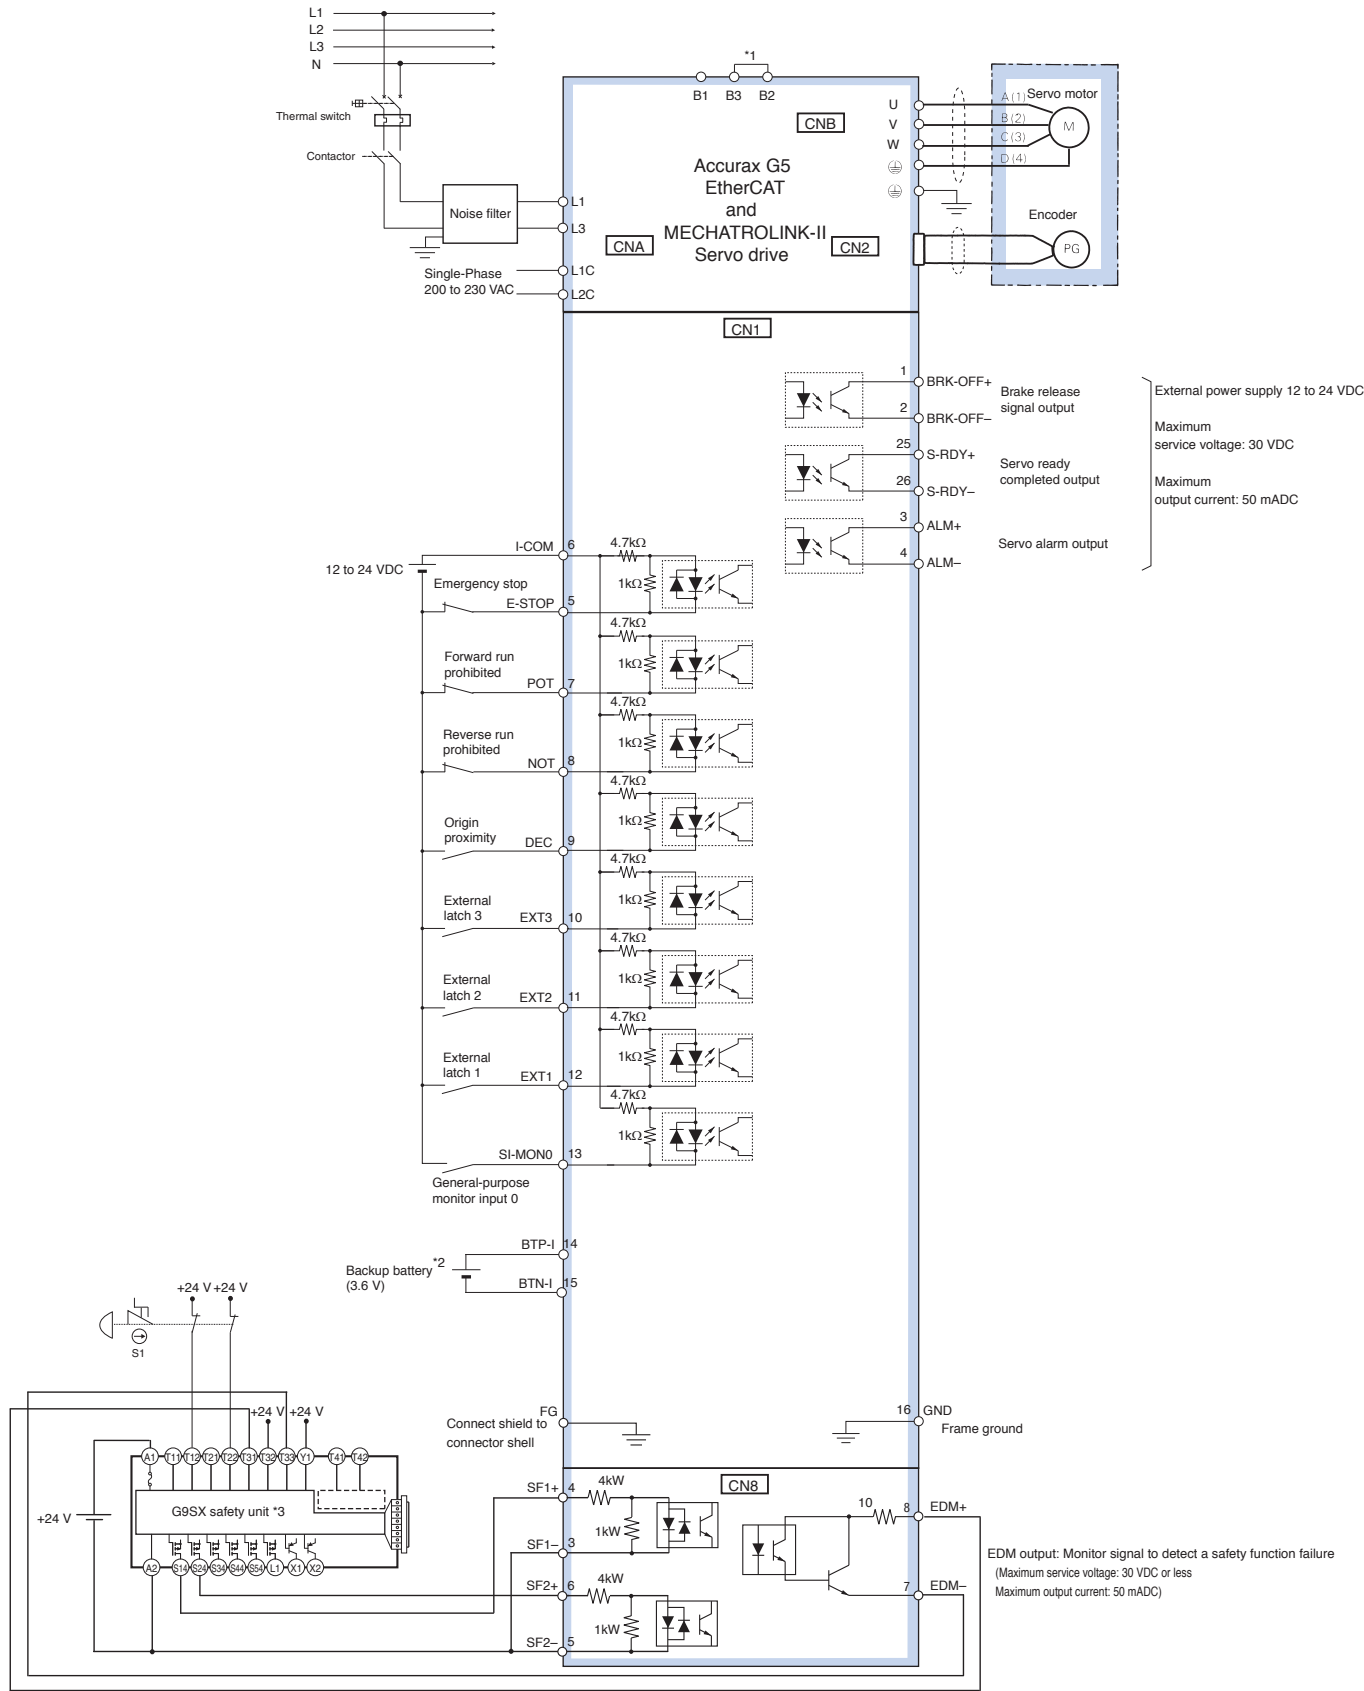 L1
L2
L3
N
Thermal switch
Contactor
Noise filter
Single-Phase
200 to 230 VAC
L1
L3
L1C
L2C
*1
B1 B3 B2
CNB
Accurax G5
EtherCAT
and
MECHATROLINK-II
Servo drive
CNA
CN2
U
V
W
A (1)
B (2)
C (3)
D (4)
Servo motor
M
Encoder
PG
CN1
1 BRK-OFF+
2 BRK-OFF–
Brake release
signal output
25 S-RDY+
26 S-RDY–
Servo ready
completed output
3 ALM+
4 ALM–
Servo alarm output
External power supply 12 to 24 VDC
Maximum
service voltage: 30 VDC
Maximum
output current: 50 mADC
12 to 24 VDC
I-COM 6
4.7kΩ
1kΩ
Emergency stop
E-STOP 5
4.7kΩ
1kΩ
Forward run
prohibited
POT 7
4.7kΩ
1kΩ
Reverse run
prohibited
NOT 8
4.7kΩ
1kΩ
Origin
proximity
DEC 9
4.7kΩ
1kΩ
External
latch 3
EXT3 10
4.7kΩ
1kΩ
External
latch 2
EXT2 11
4.7kΩ
1kΩ
External
latch 1
EXT1 12
4.7kΩ
1kΩ
SI-MON0 13
General-purpose
monitor input 0
BTP-I 14
Backup battery*2
(3.6 V)
BTN-I 15
+24 V +24 V
S1
FG
Connect shield to
connector shell
16 GND
Frame ground
+24 V +24 V
A1 T11 T12 T21 T22 T31 T32 T33 Y1 T41 T42
G9SX safety unit *3
+24 V
A2 S14 S24 S34 S44 S54 L1 X1 X2
CN8
SF1+ 4
4kW
1kW
SF1– 3
SF2+ 6
4kW
1kW
SF2– 5
10
8 EDM+
7 EDM–
EDM output: Monitor signal to detect a safety function failure
(Maximum service voltage: 30 VDC or less
Maximum output current: 50 mADC)